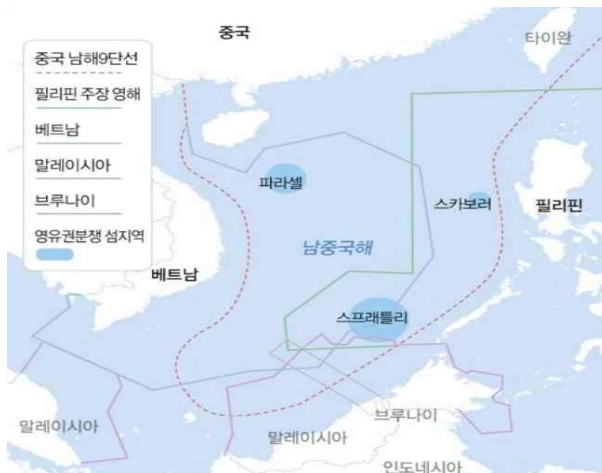 중국 남해9단선
필리핀 주장 영해
베트남
말레이시아
브루나이
영유권분쟁 섬지역
중국
타이완
파라셀
스카보러
필리핀
남중국해
베트남
스프래틀리
브루나이
말레이시아
말레이시아
인도네시아